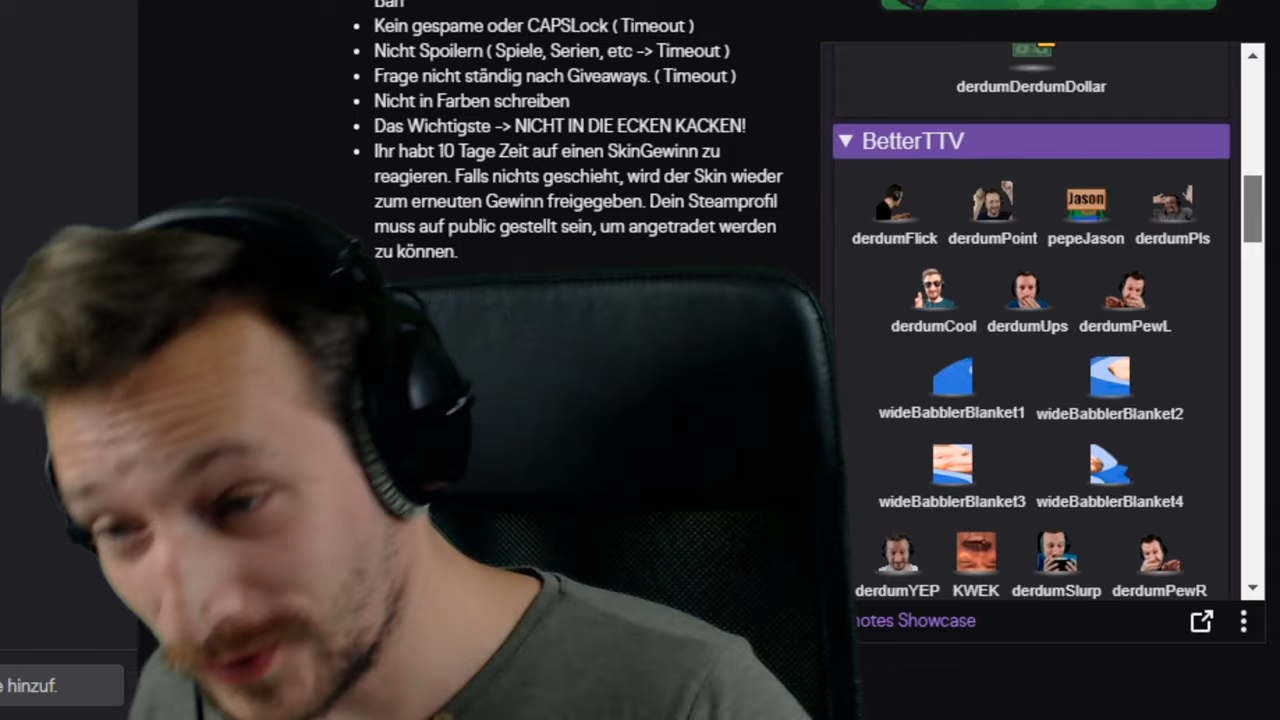 Ban
Kein gespame oder CAPSLock ( Timeout )
Nicht Spoilern ( Spiele, Serien, etc -> Timeout )
Frage nicht ständig nach Giveaways. ( Timeout )
Nicht in Farben schreiben
Das Wichtigste -> NICHT IN DIE ECKEN KACKEN!
Ihr habt 10 Tage Zeit auf einen SkinGewinn zu
reagieren. Falls nichts geschieht, wird der Skin wieder
zum erneuten Gewinn freigegeben. Dein Steamprofil
muss auf public gestellt sein, um angetradet werden
zu können.
derdumDerdumDollar
BetterTTV
Jason
derdumFlick derdumPoint pepeJason derdumPls
derdumCool derdumUps derdumPewL
wideBabblerBlanket1 wideBabblerBlanket2
wideBabblerBlanket3 wideBabblerBlanket4
derdumYEP KWEK derdumSlurp derdumPewR
notes Showcase
e hinzuf.